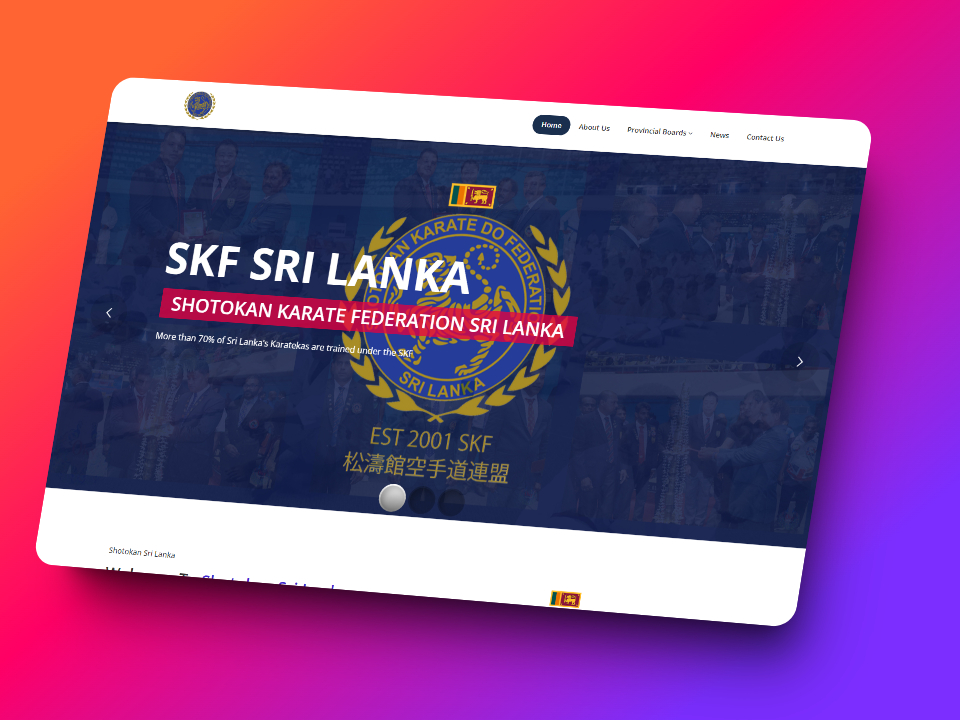 Home
About Us
Provincial Boards
News
Contact Us
SHOTOKAN KARATE DO FEDERATION
SRI LANKA
SKF SRI LANKA
SHOTOKAN KARATE FEDERATION SRI LANKA
More than 70% of Sri Lanka's Karatekas are trained under the SKF.
EST 2001 SKF
松濤館空手道連盟
Shotokan Sri Lanka